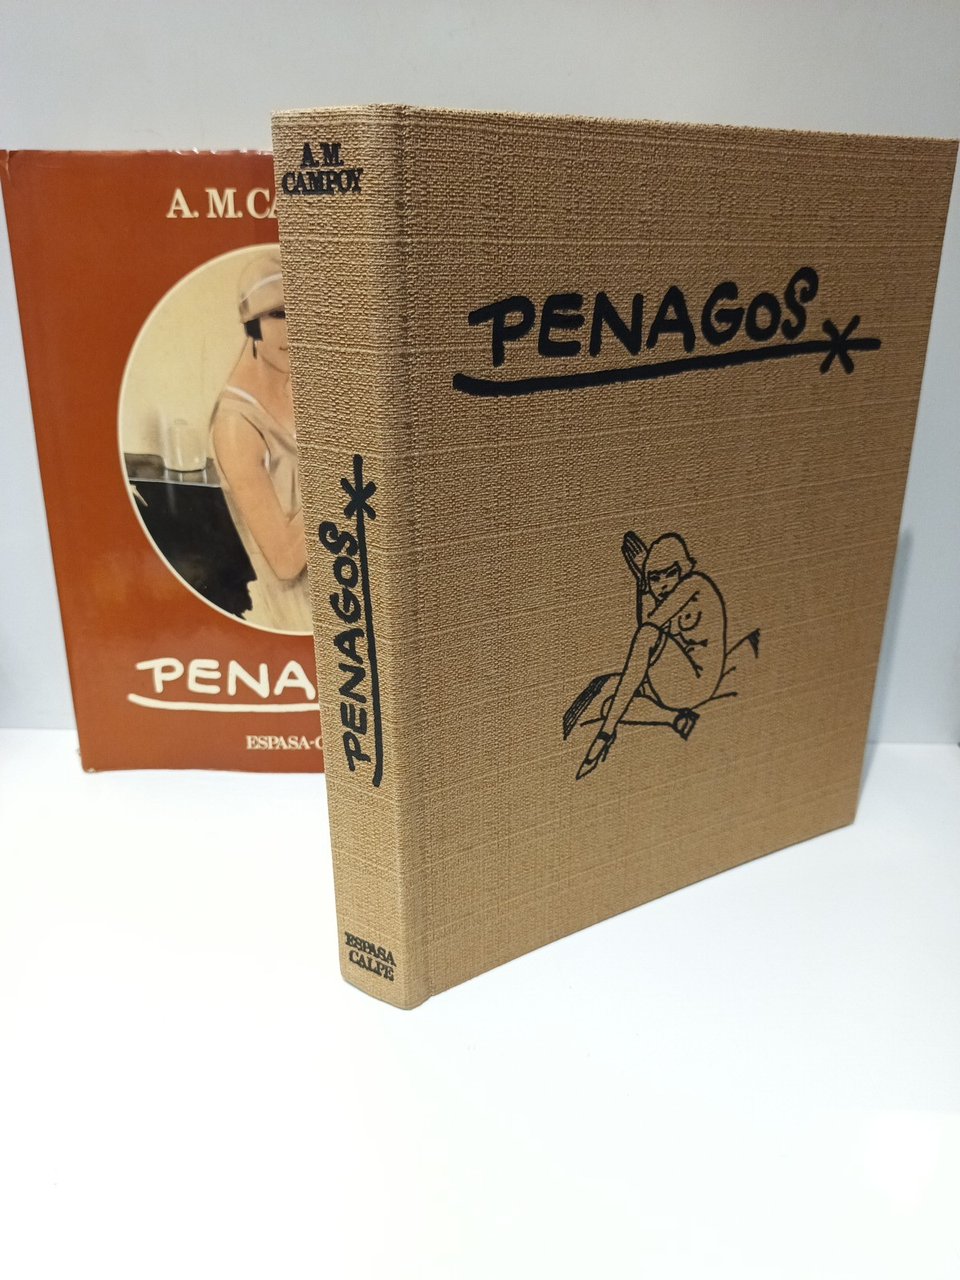 A. M. CA
PENA
ESPASA-C
A. M.
CAMPOY
PENAGOS
ESPASA
CALPE
PENAGOS